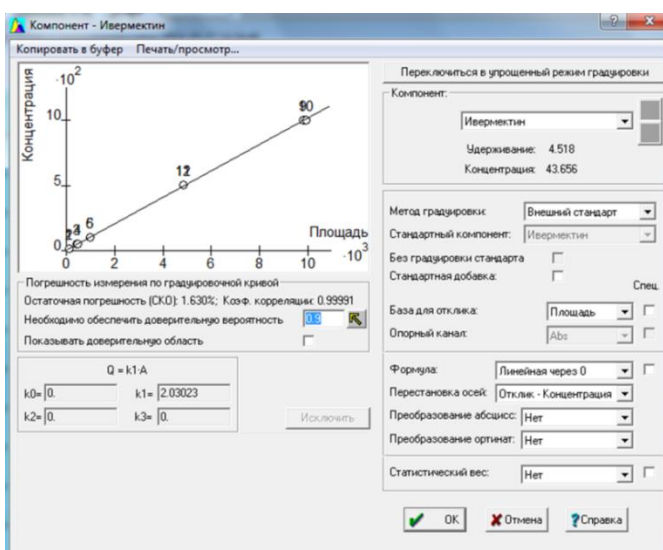 Компонент - Ивермектин
Копировать в буфер Печать/просмотр...
Концентрация
·10²
10
5
0
0 2 4 6 8 10 ·10³
Площадь
6
90
Погрешность измерения по градуировочной кривой
Остаточная погрешность (СКО): 1.630%; Коэф. корреляции: 0.99991
Необходимо обеспечить доверительную вероятность 0.9
Показывать доверительную область
Q = k1·A
k0= 0. k1= 2.03023
k2= 0. k3= 0.
Исключить
Переключиться в упрощенный режим градуировки
Компонент:
Ивермектин
Удерживание: 4.518
Концентрация: 43.656
Метод градуировки: Внешний стандарт
Стандартный компонент: Ивермектин
Без градуировки стандарта
Стандартная добавка:
Спец.
База для отклика: Площадь
Опорный канал: Abs
Формула: Линейная через 0
Перестановка осей: Отклик - Концентрация
Преобразование абсцисс: Нет
Преобразование ортинат: Нет
Статистический вес: Нет
OK Отмена Справка